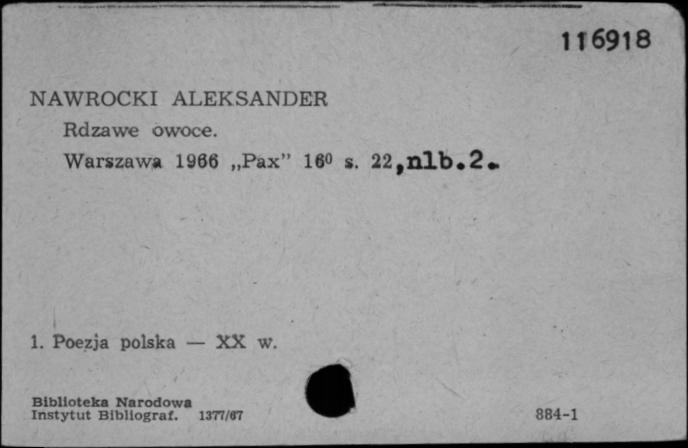 116918
NAWROCKI ALEKSANDER
Rdzawe owoce.
Warszawa 1966 „Pax” 16⁰ s. 22,nlb.2.
1. Poezja polska — XX w.
Biblioteka Narodowa
Instytut Bibliograf. 1377/67
884-1